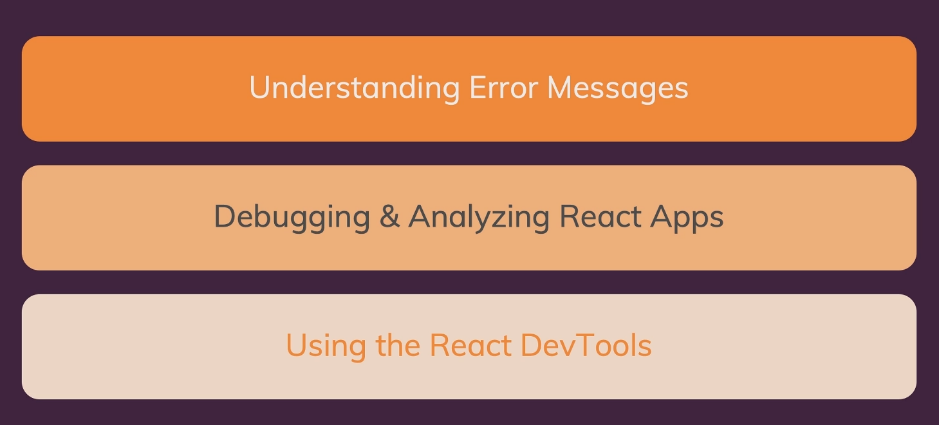 Understanding Error Messages
Debugging & Analyzing React Apps
Using the React DevTools